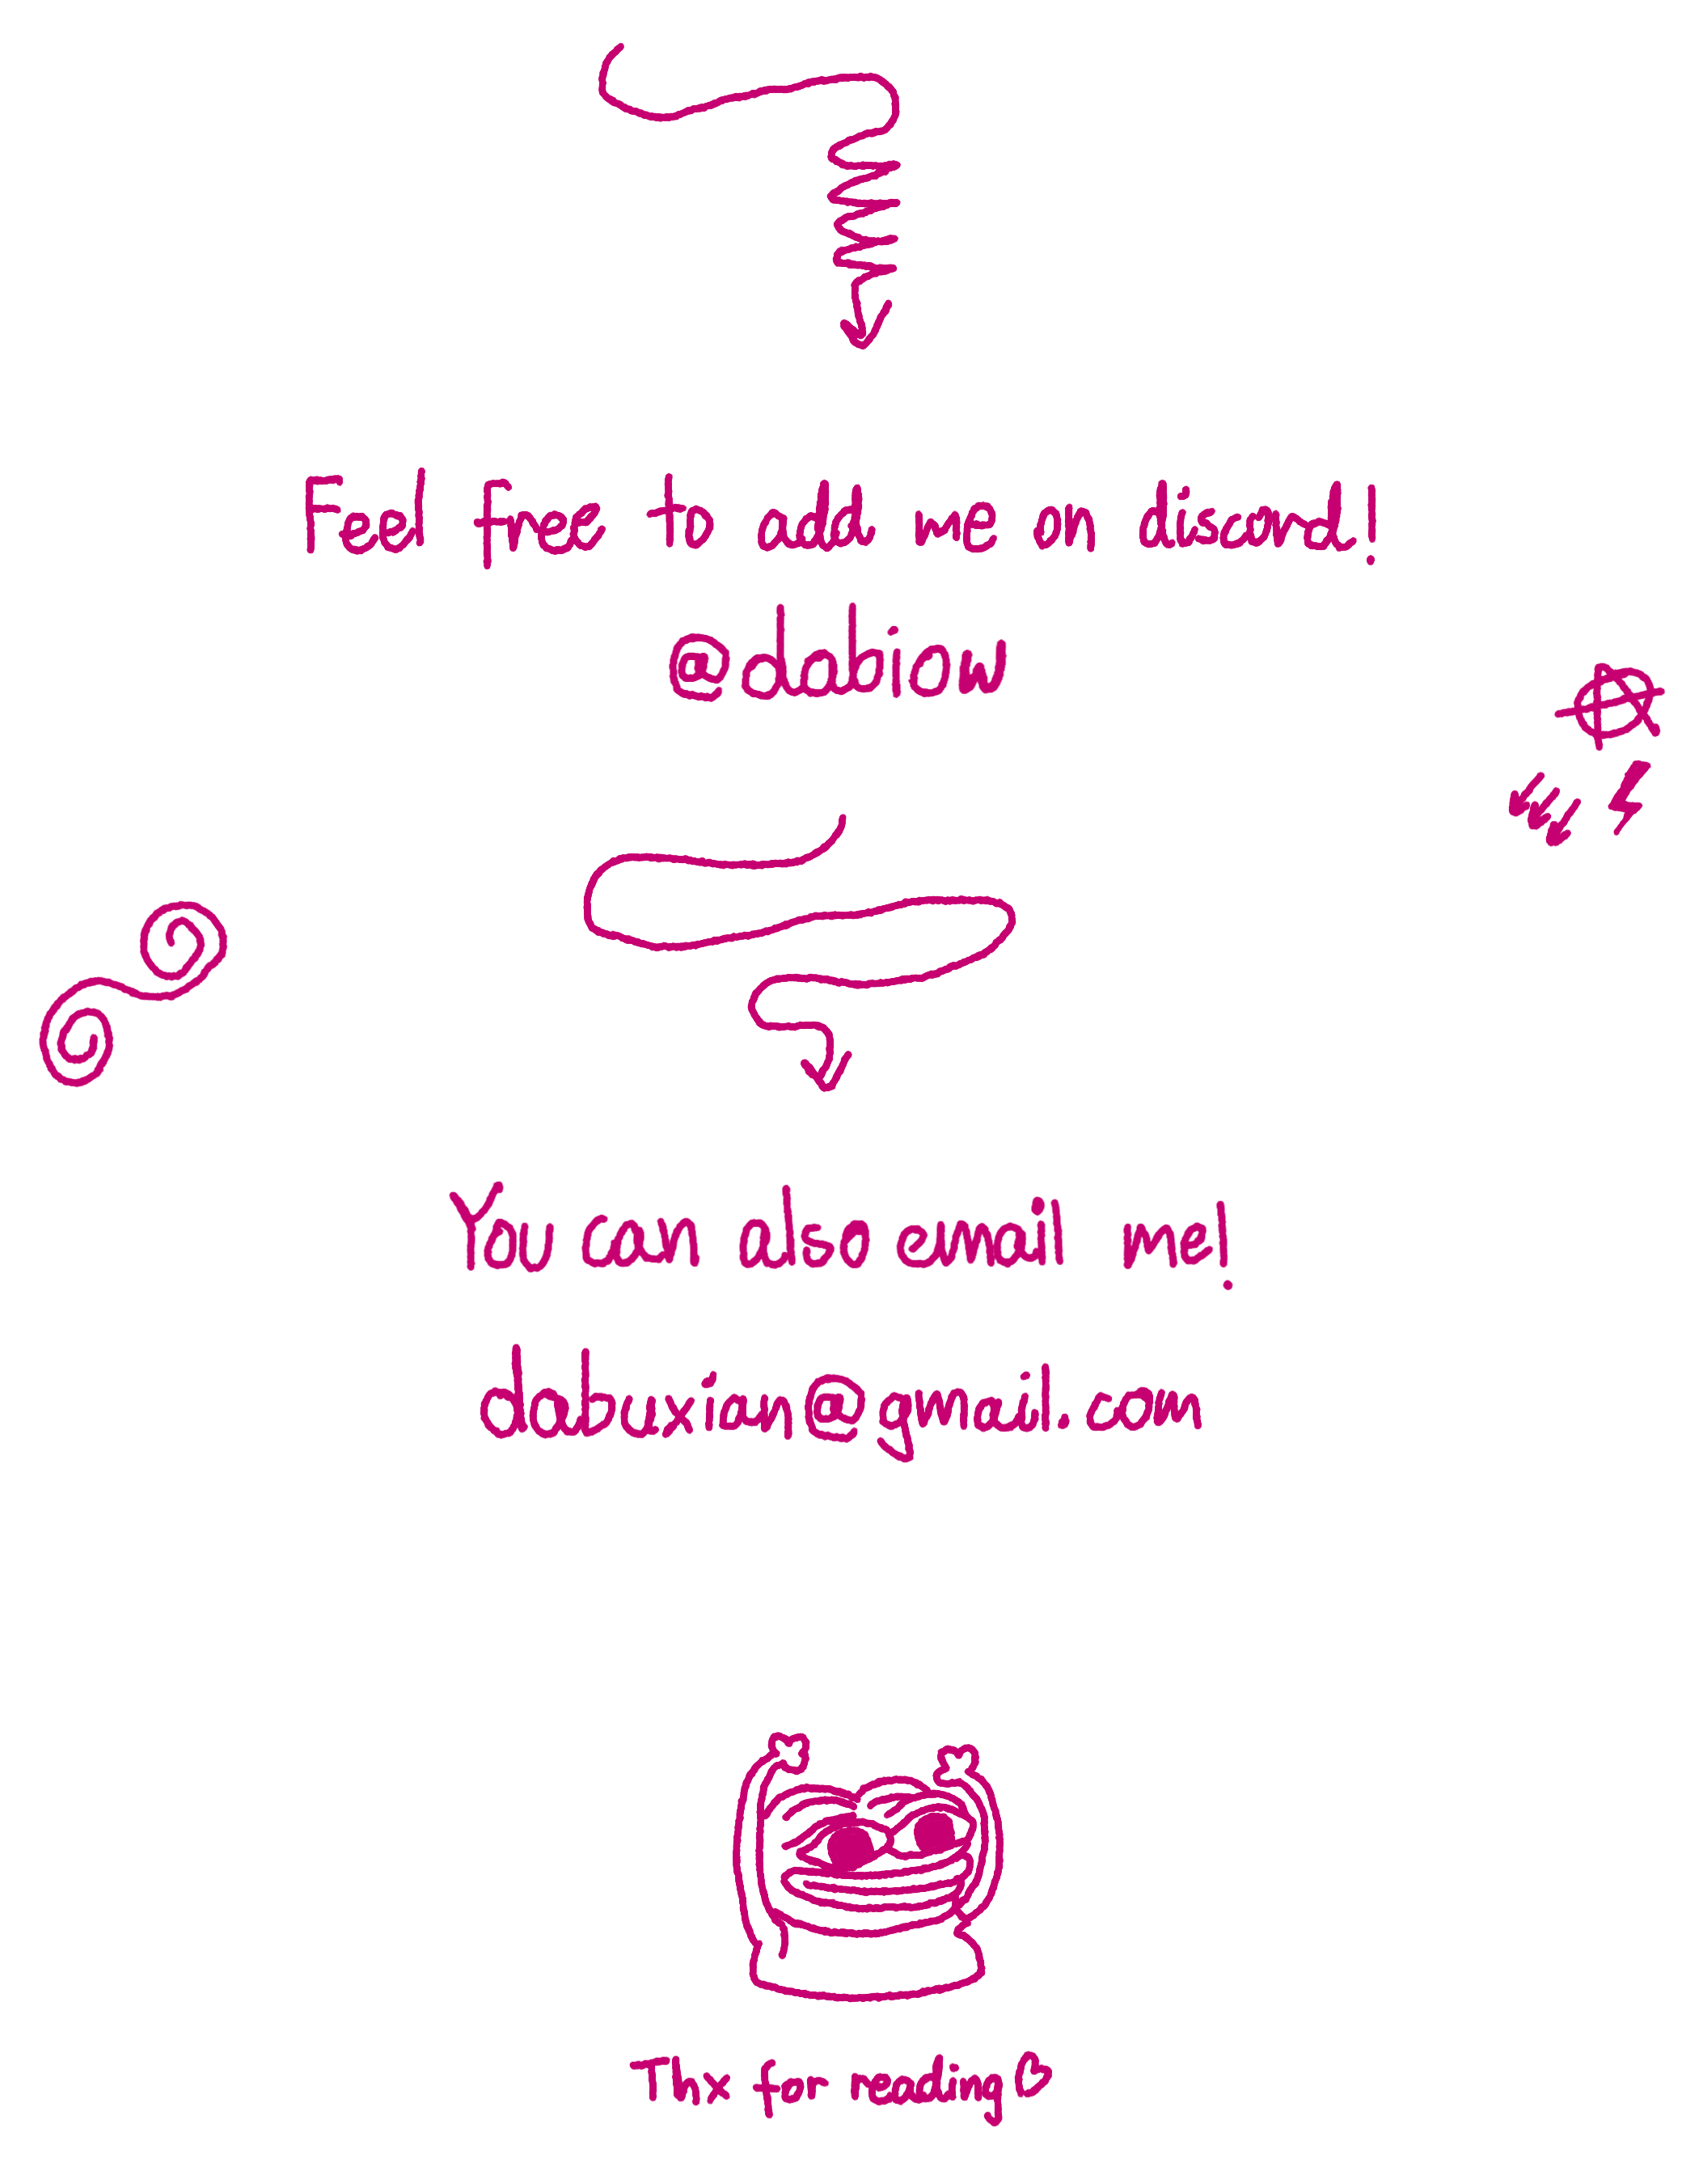 Feel free to add me on discord!
@dabiow
You can also email me!
dabuxian@gmail.com
Thx for reading